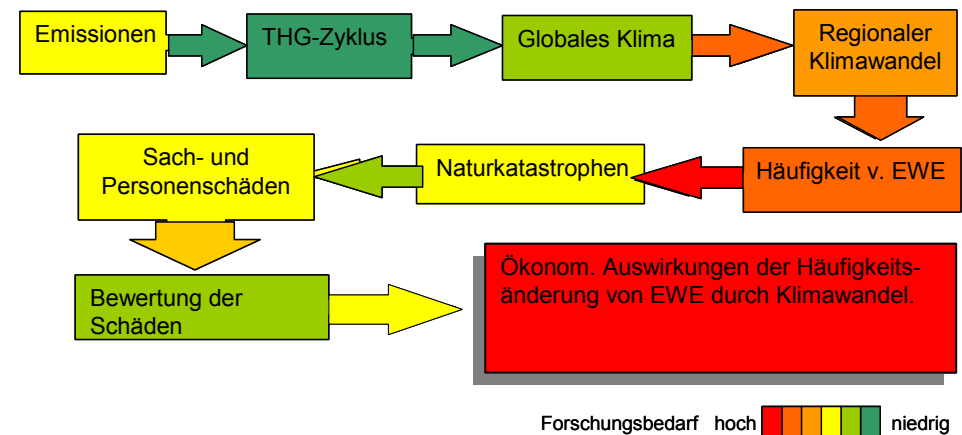 Emissionen
THG-Zyklus
Globales Klima
Regionaler
Klimawandel
Häufigkeit v. EWE
Naturkatastrophen
Sach- und
Personenschäden
Bewertung der
Schäden
Ökonom. Auswirkungen der Häufigkeits-
änderung von EWE durch Klimawandel.
Forschungsbedarf hoch niedrig